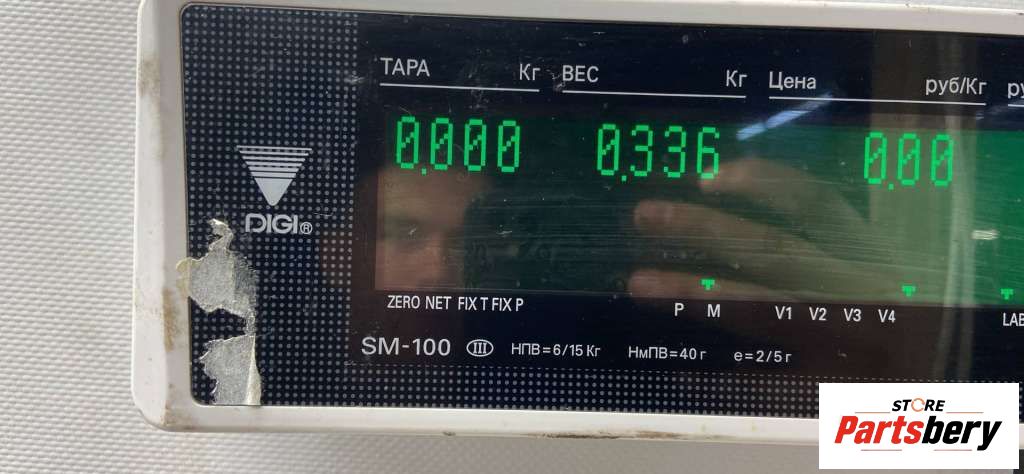 ТАРА Кг ВЕС Кг Цена руб/Кг
0.000 0.336 0.00
DIGI®
ZERO NET FIX T FIX P P M V1 V2 V3 V4
SM-100 III НПВ=6/15 Кг НмПВ=40 г е=2/5 г
STORE
Partsbery